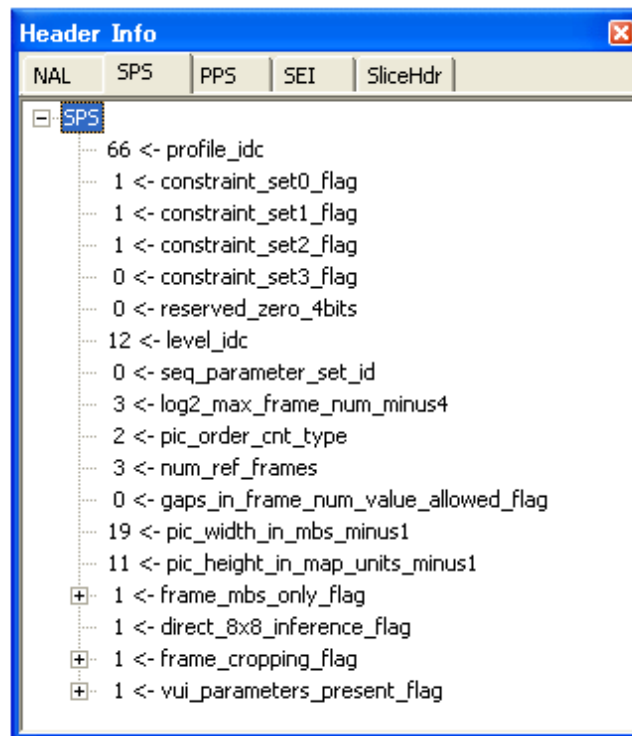 Header Info
NAL SPS PPS SEI SliceHdr
SPS
66 <- profile_idc
1 <- constraint_set0_flag
1 <- constraint_set1_flag
1 <- constraint_set2_flag
0 <- constraint_set3_flag
0 <- reserved_zero_4bits
12 <- level_idc
0 <- seq_parameter_set_id
3 <- log2_max_frame_num_minus4
2 <- pic_order_cnt_type
3 <- num_ref_frames
0 <- gaps_in_frame_num_value_allowed_flag
19 <- pic_width_in_mbs_minus1
11 <- pic_height_in_map_units_minus1
1 <- frame_mbs_only_flag
1 <- direct_8x8_inference_flag
1 <- frame_cropping_flag
1 <- vui_parameters_present_flag